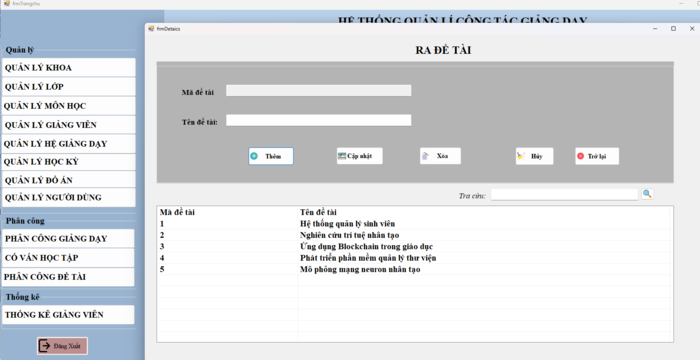 frmTrangchu
HỆ THỐNG QUẢN LÍ CÔNG TÁC GIẢNG DẠY
Quản lý
QUẢN LÝ KHOA
QUẢN LÝ LỚP
QUẢN LÝ MÔN HỌC
QUẢN LÝ GIẢNG VIÊN
QUẢN LÝ HỆ GIẢNG DẠY
QUẢN LÝ HỌC KỲ
QUẢN LÝ ĐỒ ÁN
QUẢN LÝ NGƯỜI DÙNG
Phân công
PHÂN CÔNG GIẢNG DẠY
CỐ VẤN HỌC TẬP
PHÂN CÔNG ĐỀ TÀI
Thống kê
THỐNG KÊ GIẢNG VIÊN
Đăng Xuất
frmDetaics
RA ĐỀ TÀI
Mã đề tài
Tên đề tài:
Thêm Cập nhật Xóa Hủy Trở lại
Tra cứu:
Mã đề tài Tên đề tài
1 Hệ thống quản lý sinh viên
2 Nghiên cứu trí tuệ nhân tạo
3 Ứng dụng Blockchain trong giáo dục
4 Phát triển phần mềm quản lý thư viện
5 Mô phỏng mạng neuron nhân tạo